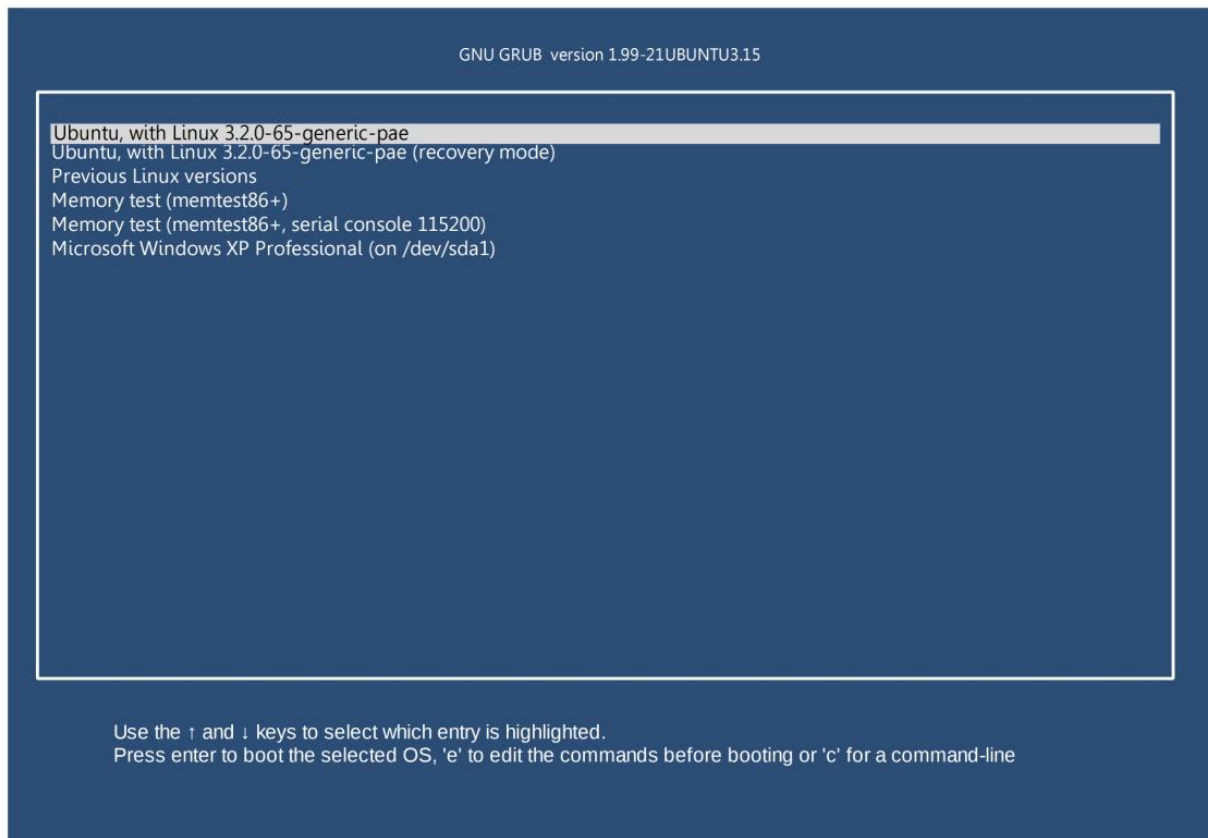 GNU GRUB version 1.99-21UBUNTU3.15
Ubuntu, with Linux 3.2.0-65-generic-pae
Ubuntu, with Linux 3.2.0-65-generic-pae (recovery mode)
Previous Linux versions
Memory test (memtest86+)
Memory test (memtest86+, serial console 115200)
Microsoft Windows XP Professional (on /dev/sda1)
Use the ↑ and ↓ keys to select which entry is highlighted.
Press enter to boot the selected OS, 'e' to edit the commands before booting or 'c' for a command-line